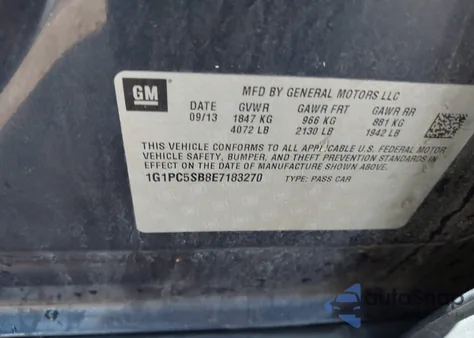 GM
MFD BY GENERAL MOTORS LLC
DATE GVWR GAWR FRT GAWR RR
09/13 1847 KG 966 KG 881 KG
4072 LB 2130 LB 1942 LB
THIS VEHICLE CONFORMS TO ALL APPLICABLE U.S. FEDERAL MOTOR
VEHICLE SAFETY, BUMPER, AND THEFT PREVENTION STANDARDS IN
EFFECT ON THE DATE OF MANUFACTURE SHOWN ABOVE.
1G1PC5SB8E7183270 TYPE: PASS CAR
autoSnap